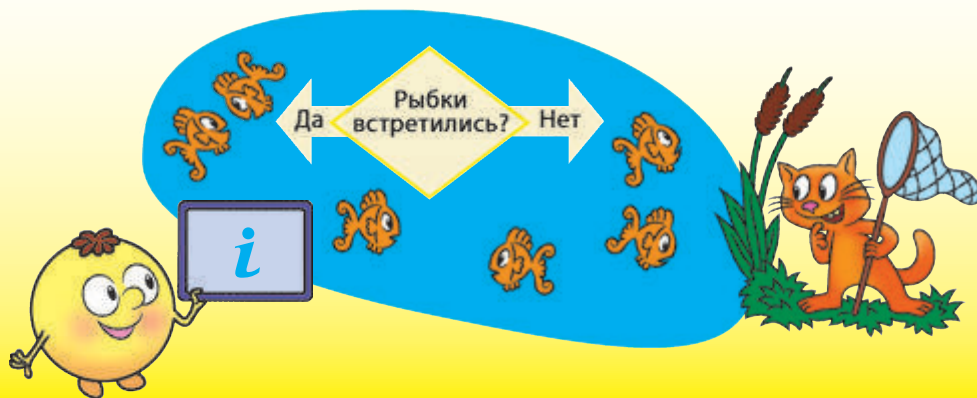 Рыбки
встретились?
Да
Нет
i